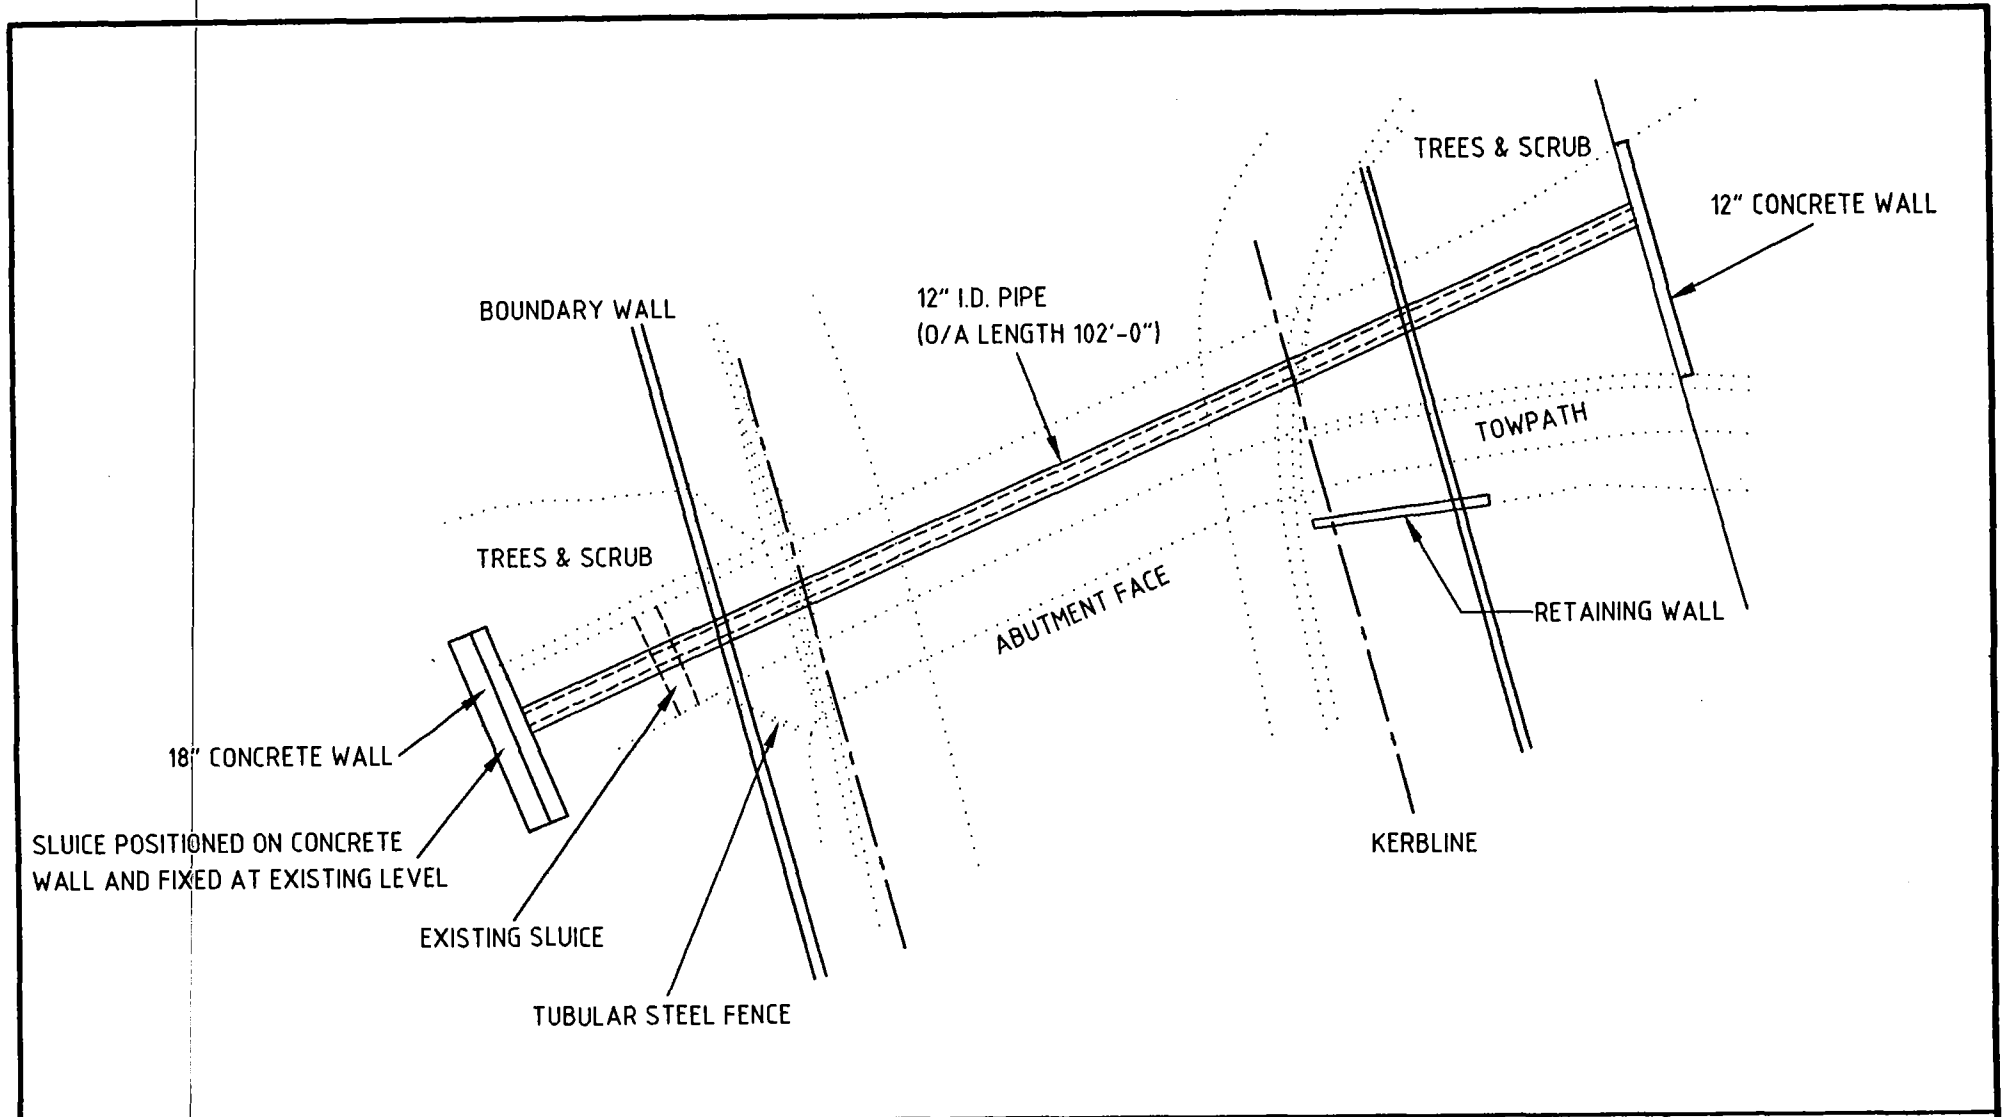 TREES & SCRUB
12" CONCRETE WALL
BOUNDARY WALL
12" I.D. PIPE
(O/A LENGTH 102'-0")
TOWPATH
TREES & SCRUB
ABUTMENT FACE
RETAINING WALL
18" CONCRETE WALL
SLUICE POSITIONED ON CONCRETE
WALL AND FIXED AT EXISTING LEVEL
KERBLINE
EXISTING SLUICE
TUBULAR STEEL FENCE